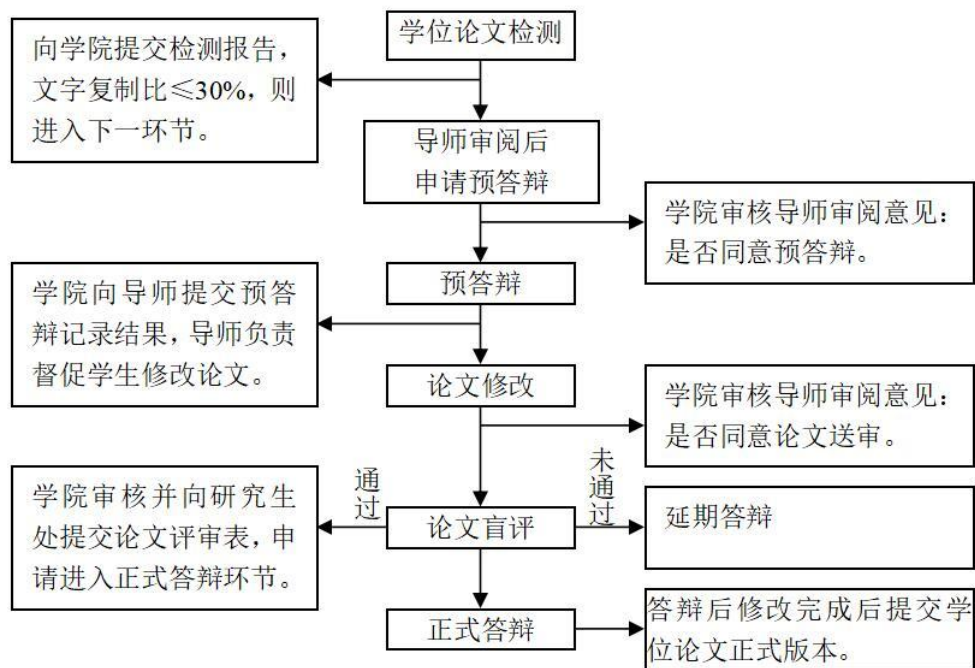 学位论文检测
向学院提交检测报告，
文字复制比≤30%，则
进入下一环节。
导师审阅后
申请预答辩
学院审核导师审阅意见：
是否同意预答辩。
预答辩
学院向导师提交预答
辩记录结果，导师负责
督促学生修改论文。
论文修改
学院审核导师审阅意见：
是否同意论文送审。
通过
未通过
学院审核并向研究生
处提交论文评审表，申
请进入正式答辩环节。
论文盲评
延期答辩
正式答辩
答辩后修改完成后提交学
位论文正式版本。